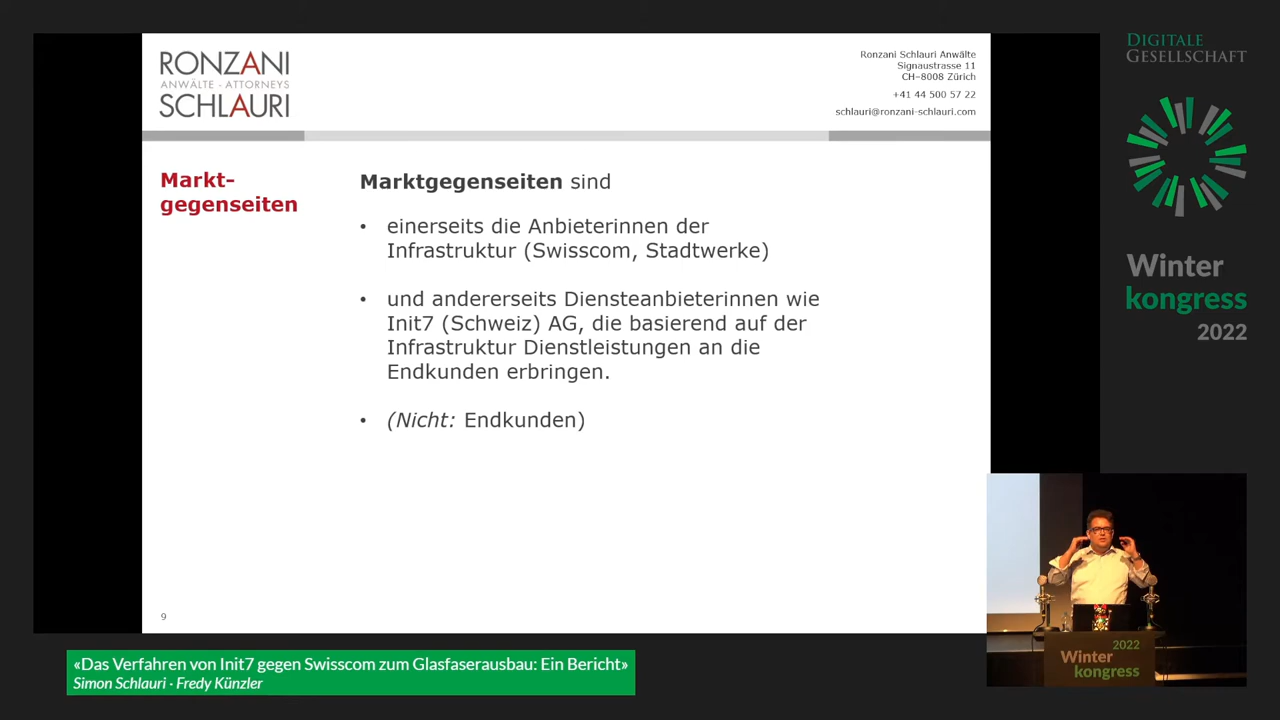 RONZANI
ANWÄLTE · ATTORNEYS
SCHLAURI
Ronzani Schlauri Anwälte
Signaustrasse 11
CH–8008 Zürich
+41 44 500 57 22
schlauri@ronzani-schlauri.com
Markt-
gegenseiten
Marktgegenseiten sind
• einerseits die Anbieterinnen der
Infrastruktur (Swisscom, Stadtwerke)
• und andererseits Diensteanbieterinnen wie
Init7 (Schweiz) AG, die basierend auf der
Infrastruktur Dienstleistungen an die
Endkunden erbringen.
• (Nicht: Endkunden)
9
DIGITALE
GESELLSCHAFT
Winter
kongress
2022
2022
Winter
kongress
«Das Verfahren von Init7 gegen Swisscom zum Glasfaserausbau: Ein Bericht»
Simon Schlauri · Fredy Künzler